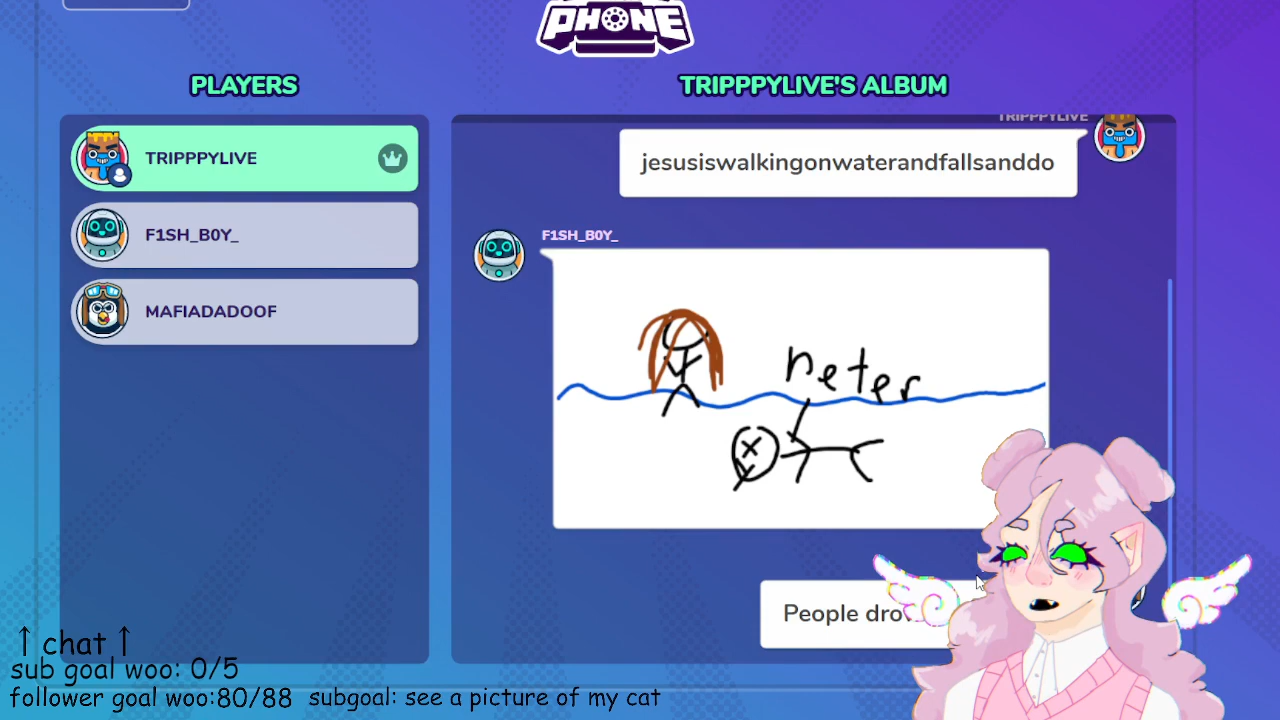 PHONE
PLAYERS
TRIPPPYLIVE'S ALBUM
TRIPPPYLIVE
TRIPPPYLIVE
jesusiswalkingonwaterandfallsanddo
F1SH_B0Y_
F1SH_B0Y_
MAFIADADOOF
neter
People
↑ chat ↑
sub goal woo: 0/5
follower goal woo:80/88 subgoal: see a picture of my cat